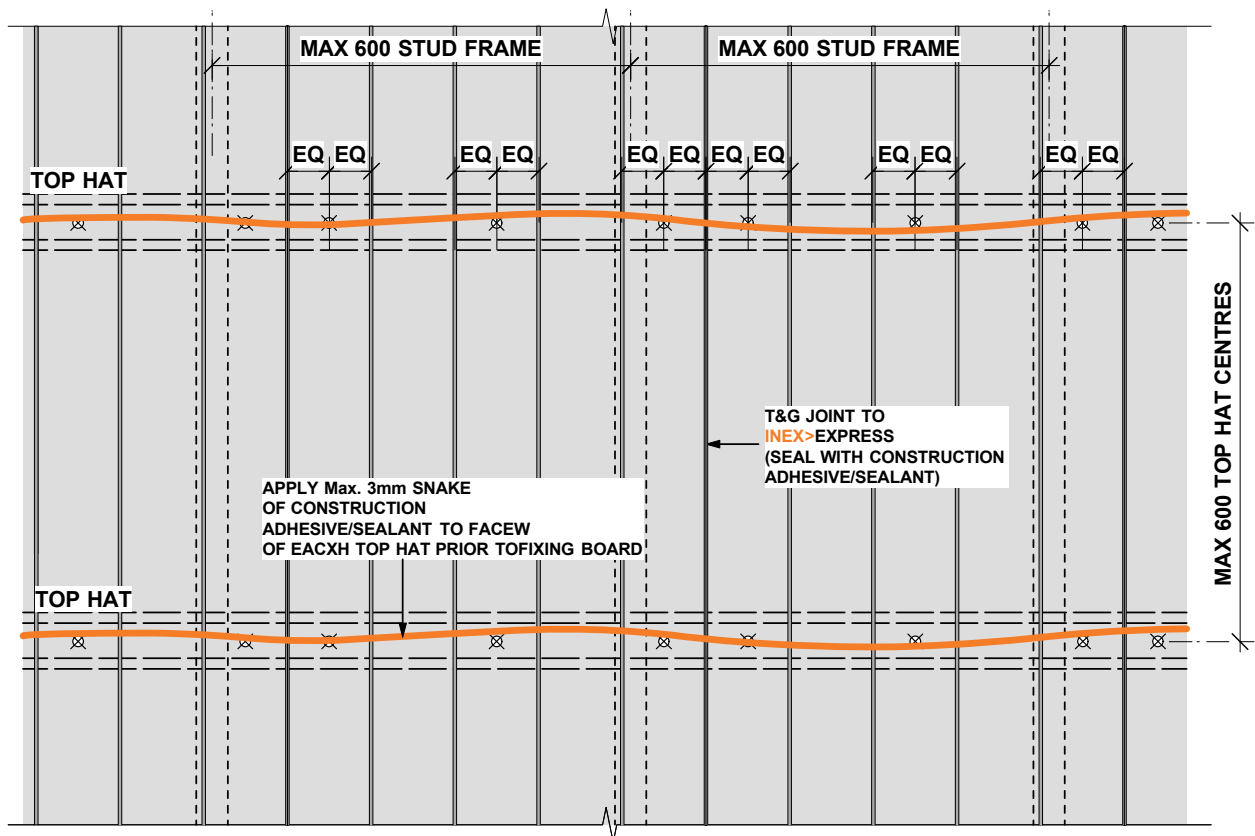 MAX 600 STUD FRAME
MAX 600 STUD FRAME
EQ EQ EQ EQ EQ EQ EQ EQ EQ EQ EQ EQ
TOP HAT
MAX 600 TOP HAT CENTRES
T&G JOINT TO
INEX>EXPRESS
(SEAL WITH CONSTRUCTION
ADHESIVE/SEALANT)
APPLY Max. 3mm SNAKE
OF CONSTRUCTION
ADHESIVE/SEALANT TO FACEW
OF EACXH TOP HAT PRIOR TOFIXING BOARD
TOP HAT